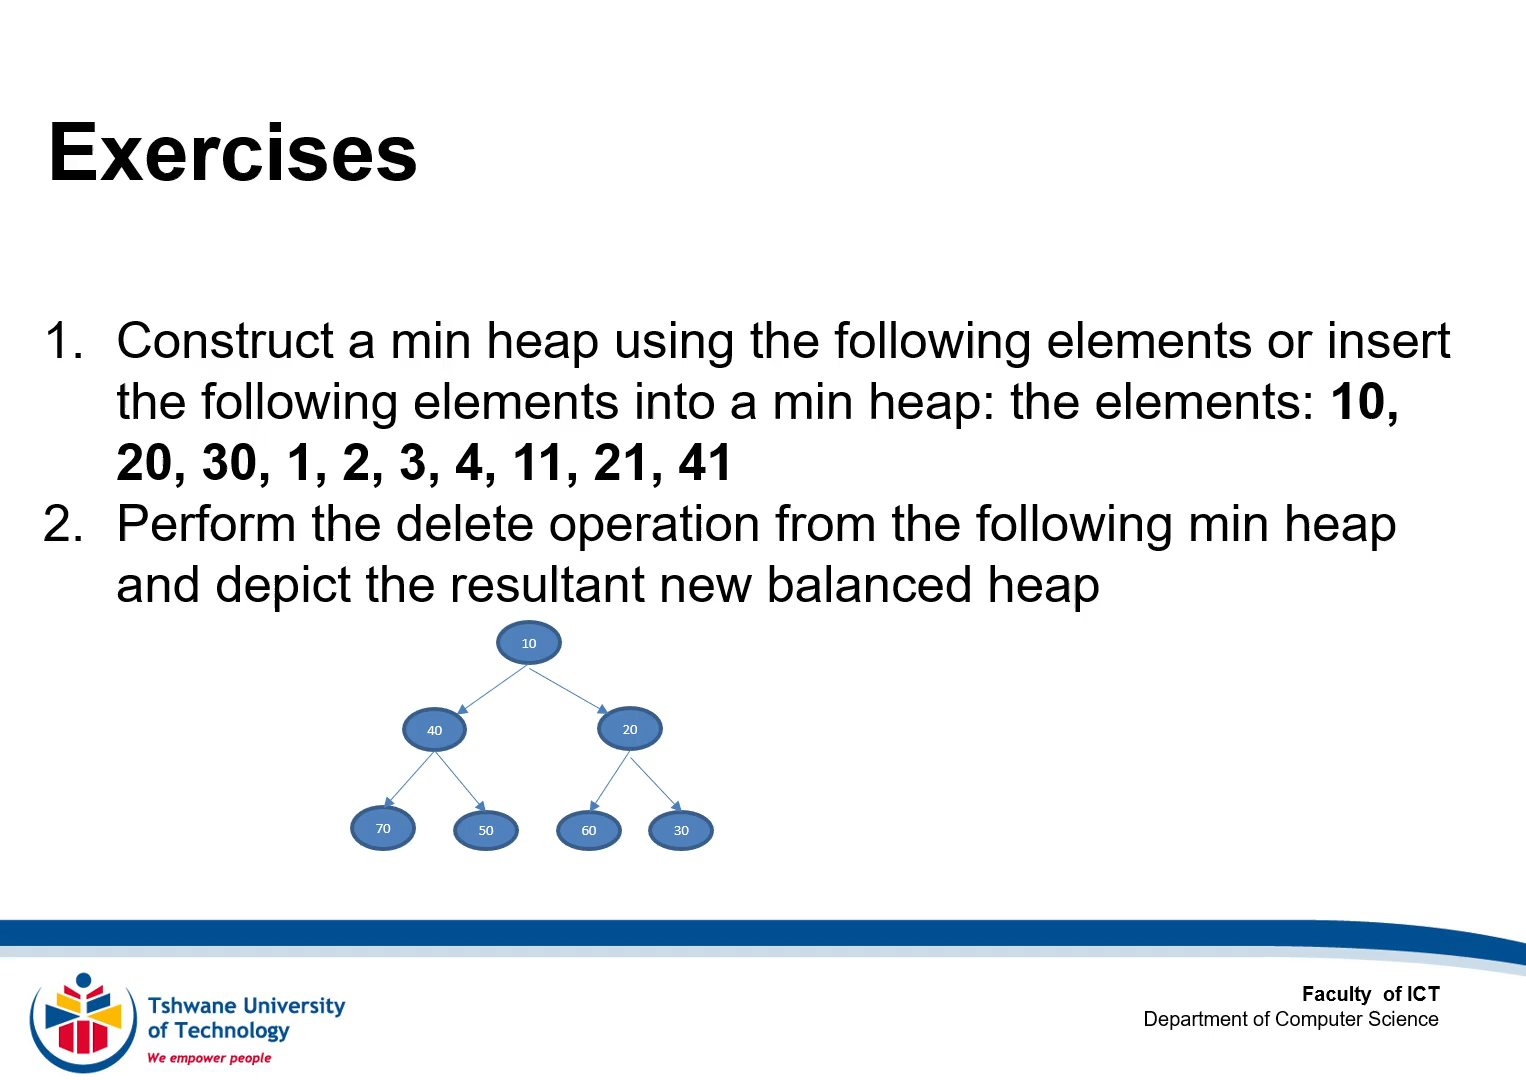 Exercises
1. Construct a min heap using the following elements or insert
the following elements into a min heap: the elements: 10,
20, 30, 1, 2, 3, 4, 11, 21, 41
2. Perform the delete operation from the following min heap
and depict the resultant new balanced heap
10
40
20
70
50
60
30
Tshwane University
of Technology
We empower people
Faculty of ICT
Department of Computer Science